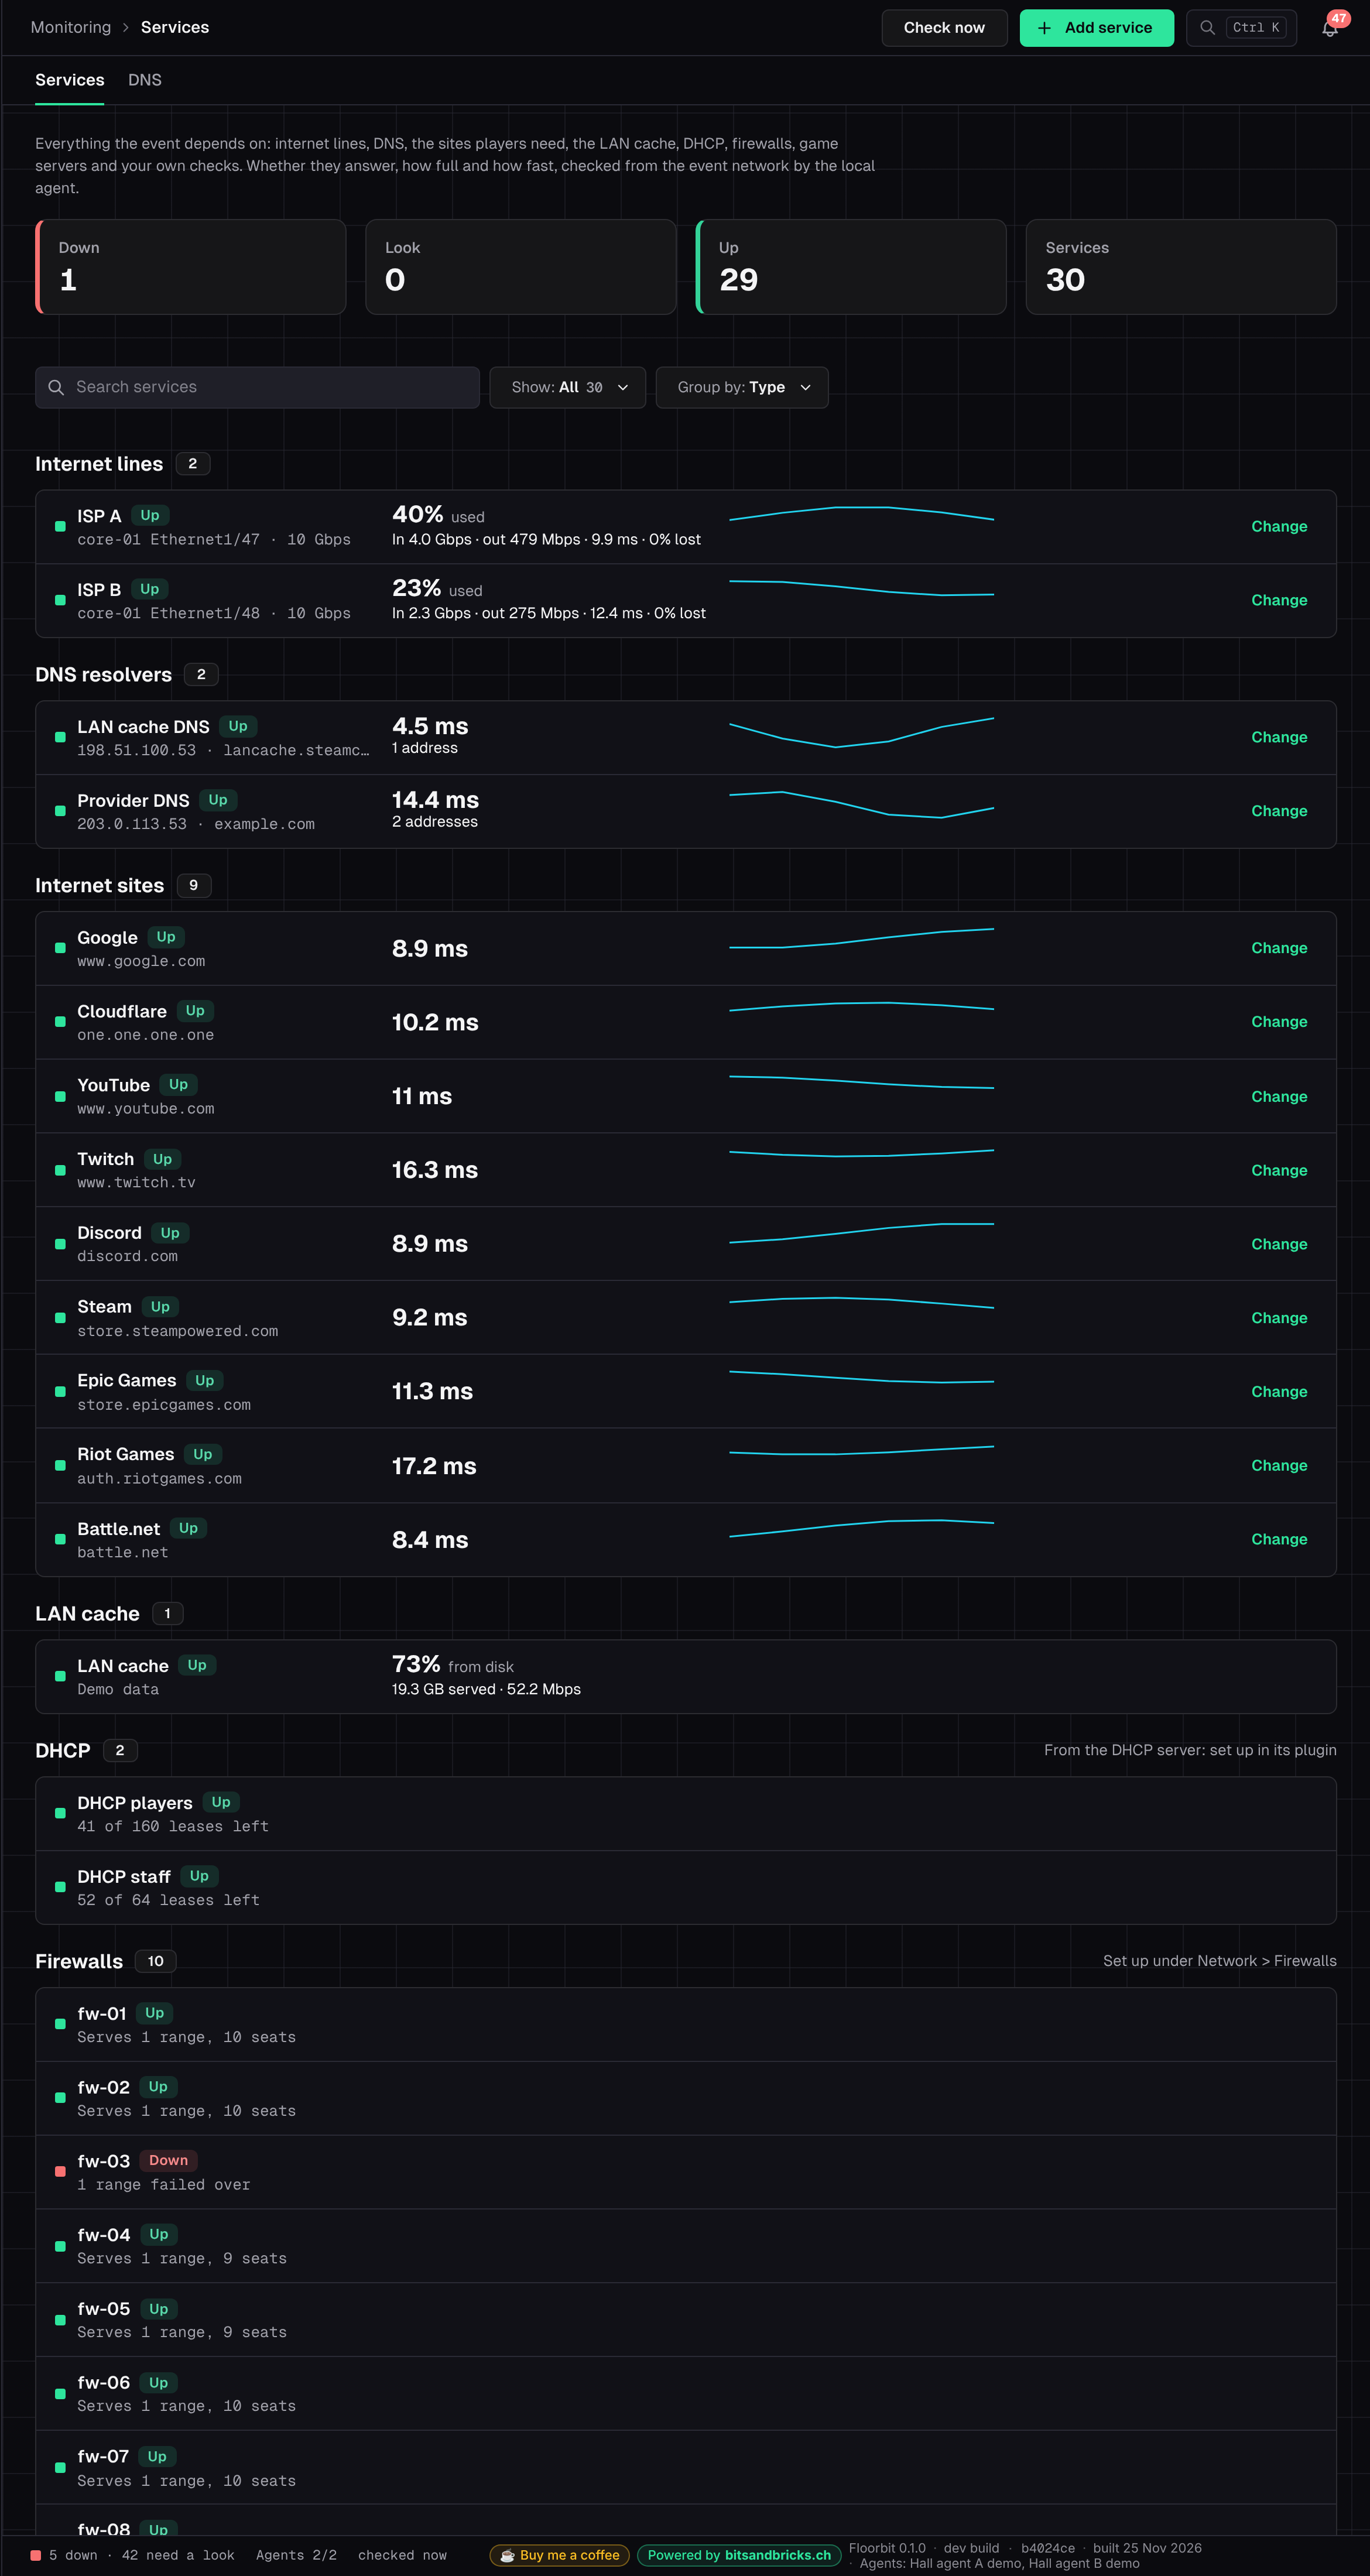 Monitoring > Services
Check now
+ Add service
Ctrl K
47
Services
DNS
Everything the event depends on: internet lines, DNS, the sites players need, the LAN cache, DHCP, firewalls, game
servers and your own checks. Whether they answer, how full and how fast, checked from the event network by the local
agent.
Down
1
Look
0
Up
29
Services
30
Search services
Show: All 30
Group by: Type
Internet lines 2
ISP A Up
core-01 Ethernet1/47 · 10 Gbps
40% used
In 4.0 Gbps · out 479 Mbps · 9.9 ms · 0% lost
Change
ISP B Up
core-01 Ethernet1/48 · 10 Gbps
23% used
In 2.3 Gbps · out 275 Mbps · 12.4 ms · 0% lost
Change
DNS resolvers 2
LAN cache DNS Up
198.51.100.53 · lancache.steamc…
4.5 ms
1 address
Change
Provider DNS Up
203.0.113.53 · example.com
14.4 ms
2 addresses
Change
Internet sites 9
Google Up
www.google.com
8.9 ms
Change
Cloudflare Up
one.one.one.one
10.2 ms
Change
YouTube Up
www.youtube.com
11 ms
Change
Twitch Up
www.twitch.tv
16.3 ms
Change
Discord Up
discord.com
8.9 ms
Change
Steam Up
store.steampowered.com
9.2 ms
Change
Epic Games Up
store.epicgames.com
11.3 ms
Change
Riot Games Up
auth.riotgames.com
17.2 ms
Change
Battle.net Up
battle.net
8.4 ms
Change
LAN cache 1
LAN cache Up
Demo data
73% from disk
19.3 GB served · 52.2 Mbps
DHCP 2
From the DHCP server: set up in its plugin
DHCP players Up
41 of 160 leases left
DHCP staff Up
52 of 64 leases left
Firewalls 10
Set up under Network > Firewalls
fw-01 Up
Serves 1 range, 10 seats
fw-02 Up
Serves 1 range, 10 seats
fw-03 Down
1 range failed over
fw-04 Up
Serves 1 range, 9 seats
fw-05 Up
Serves 1 range, 9 seats
fw-06 Up
Serves 1 range, 10 seats
fw-07 Up
Serves 1 range, 10 seats
fw-08 Up
5 down · 42 need a look
Agents 2/2
checked now
Buy me a coffee
Powered by bitsandbricks.ch
Floorbit 0.1.0 · dev build · b4024ce · built 25 Nov 2026
· Agents: Hall agent A demo, Hall agent B demo